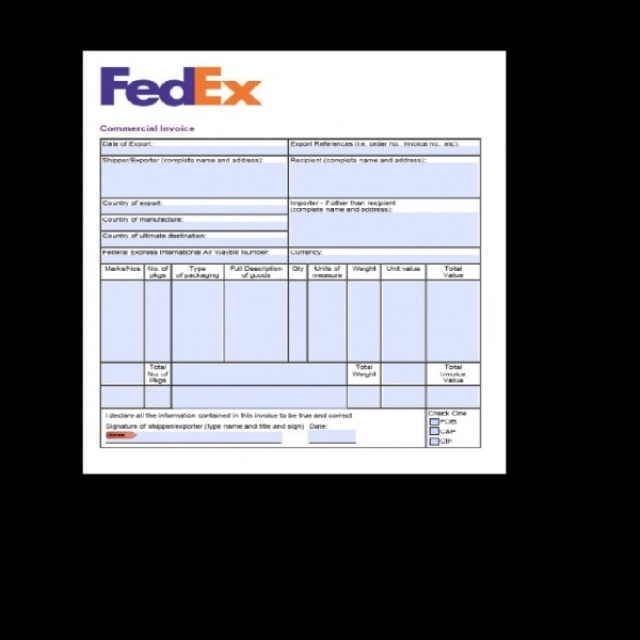 FedEx
Commercial Invoice
Date of Export:
Export References (i.e. order no., invoice no., etc):
Shipper/Exporter (complete name and address):
Recipient (complete name and address):
Country of export:
Importer - if other than recipient
(complete name and address):
Country of manufacture:
Country of ultimate destination:
Federal Express International Air Waybill Number:
Currency:
Marks/Nos
No. of
pkgs
Type
of packaging
Full Description
of goods
Qty
Units of
measure
Weight
Unit value
Total
Value
Total
No. of
Pkgs
Total
Weight
Total
Invoice
Value
I declare all the information contained in this invoice to be true and correct
Signature of shipper/exporter (type name and title and sign)
Date:
Check One
FOB
C&F
CIF